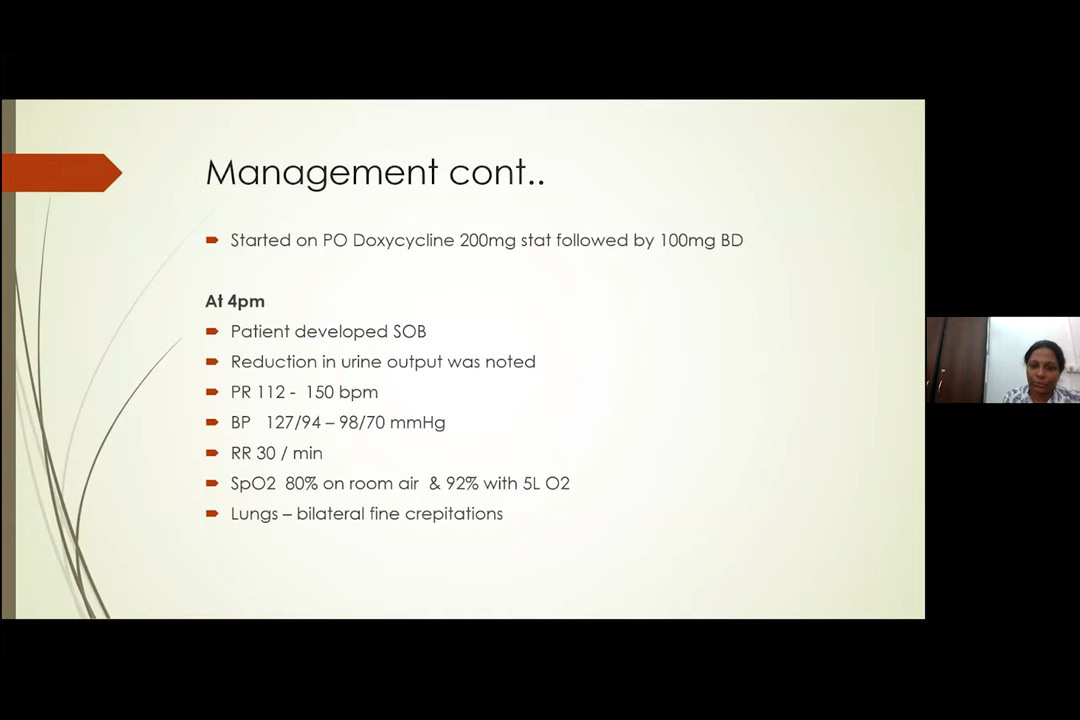 Management cont..
Started on PO Doxycycline 200mg stat followed by 100mg BD
At 4pm
Patient developed SOB
Reduction in urine output was noted
PR 112 - 150 bpm
BP 127/94 – 98/70 mmHg
RR 30 / min
SpO2 80% on room air & 92% with 5L O2
Lungs – bilateral fine crepitations